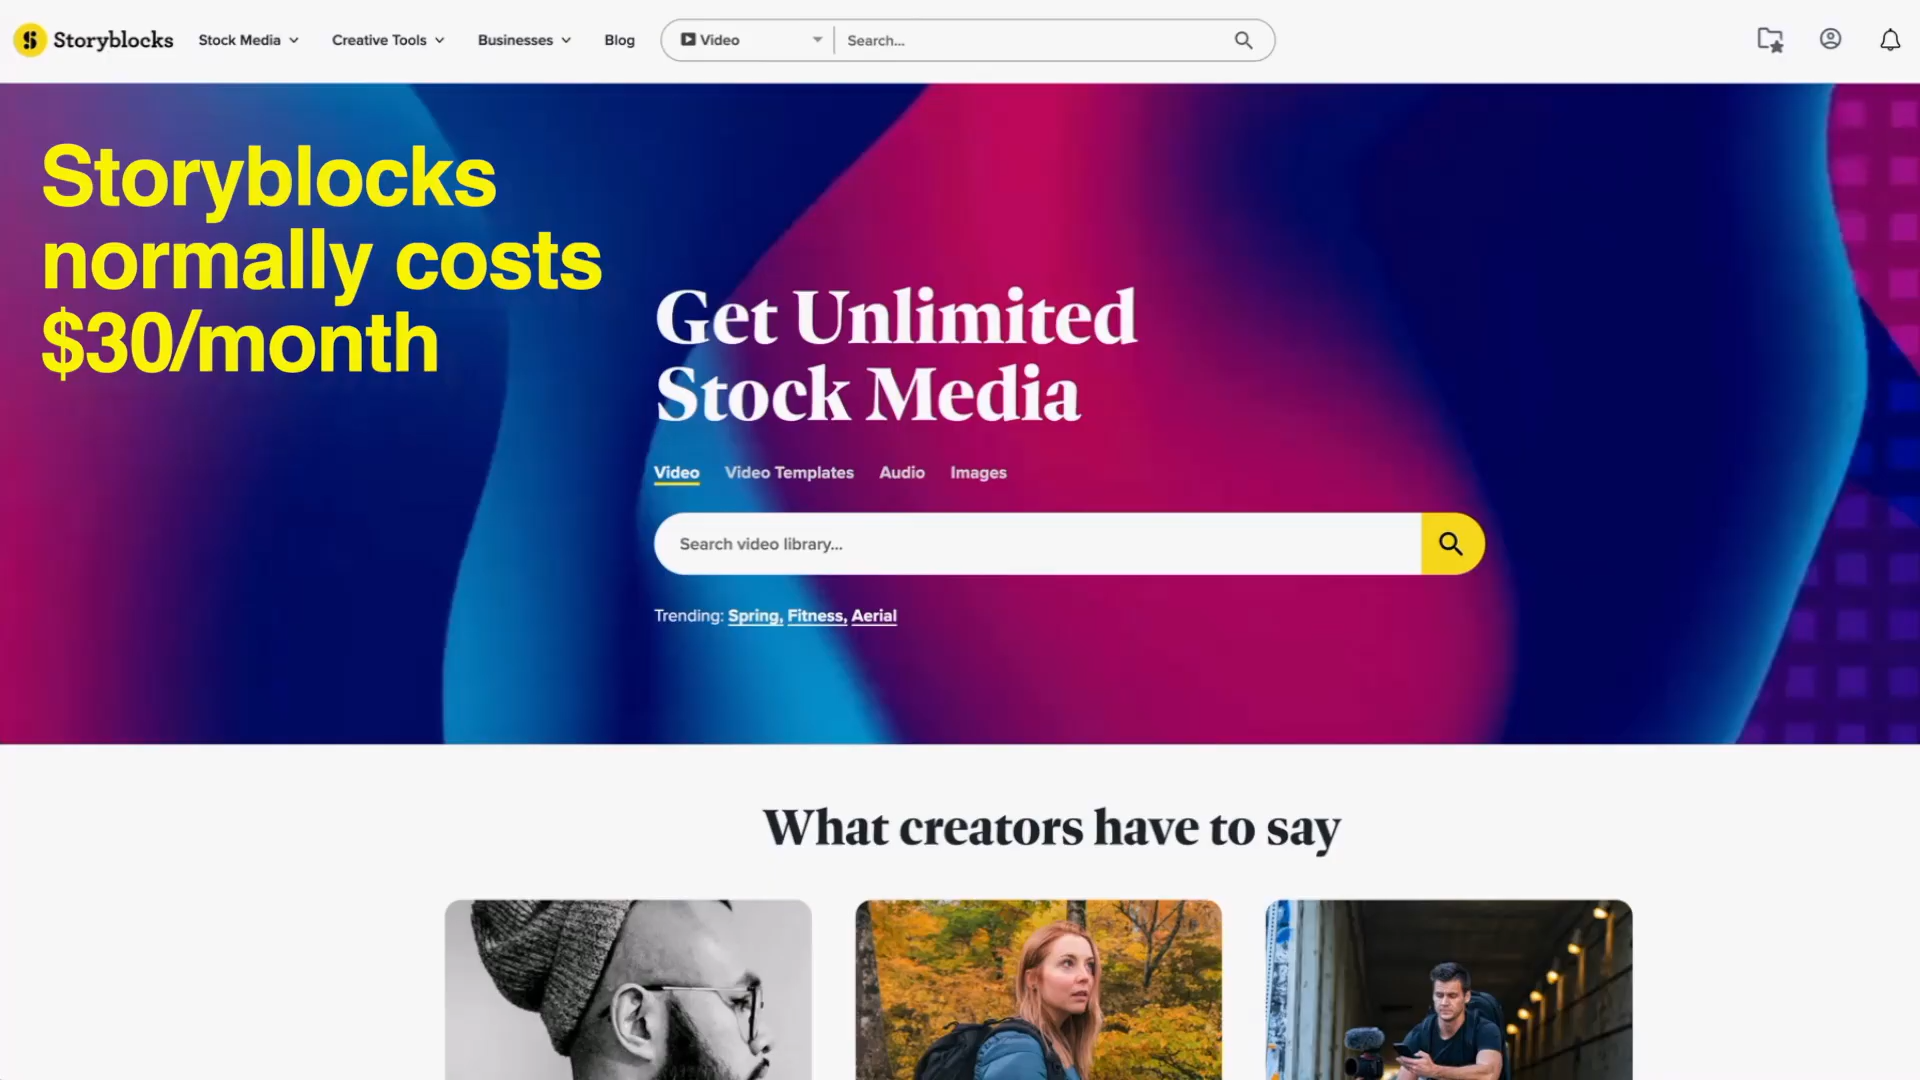 Storyblocks
Stock Media
Creative Tools
Businesses
Blog
Video
Search...
Storyblocks
normally costs
$30/month
Get Unlimited
Stock Media
Video
Video Templates
Audio
Images
Search video library...
Trending: Spring, Fitness, Aerial
What creators have to say